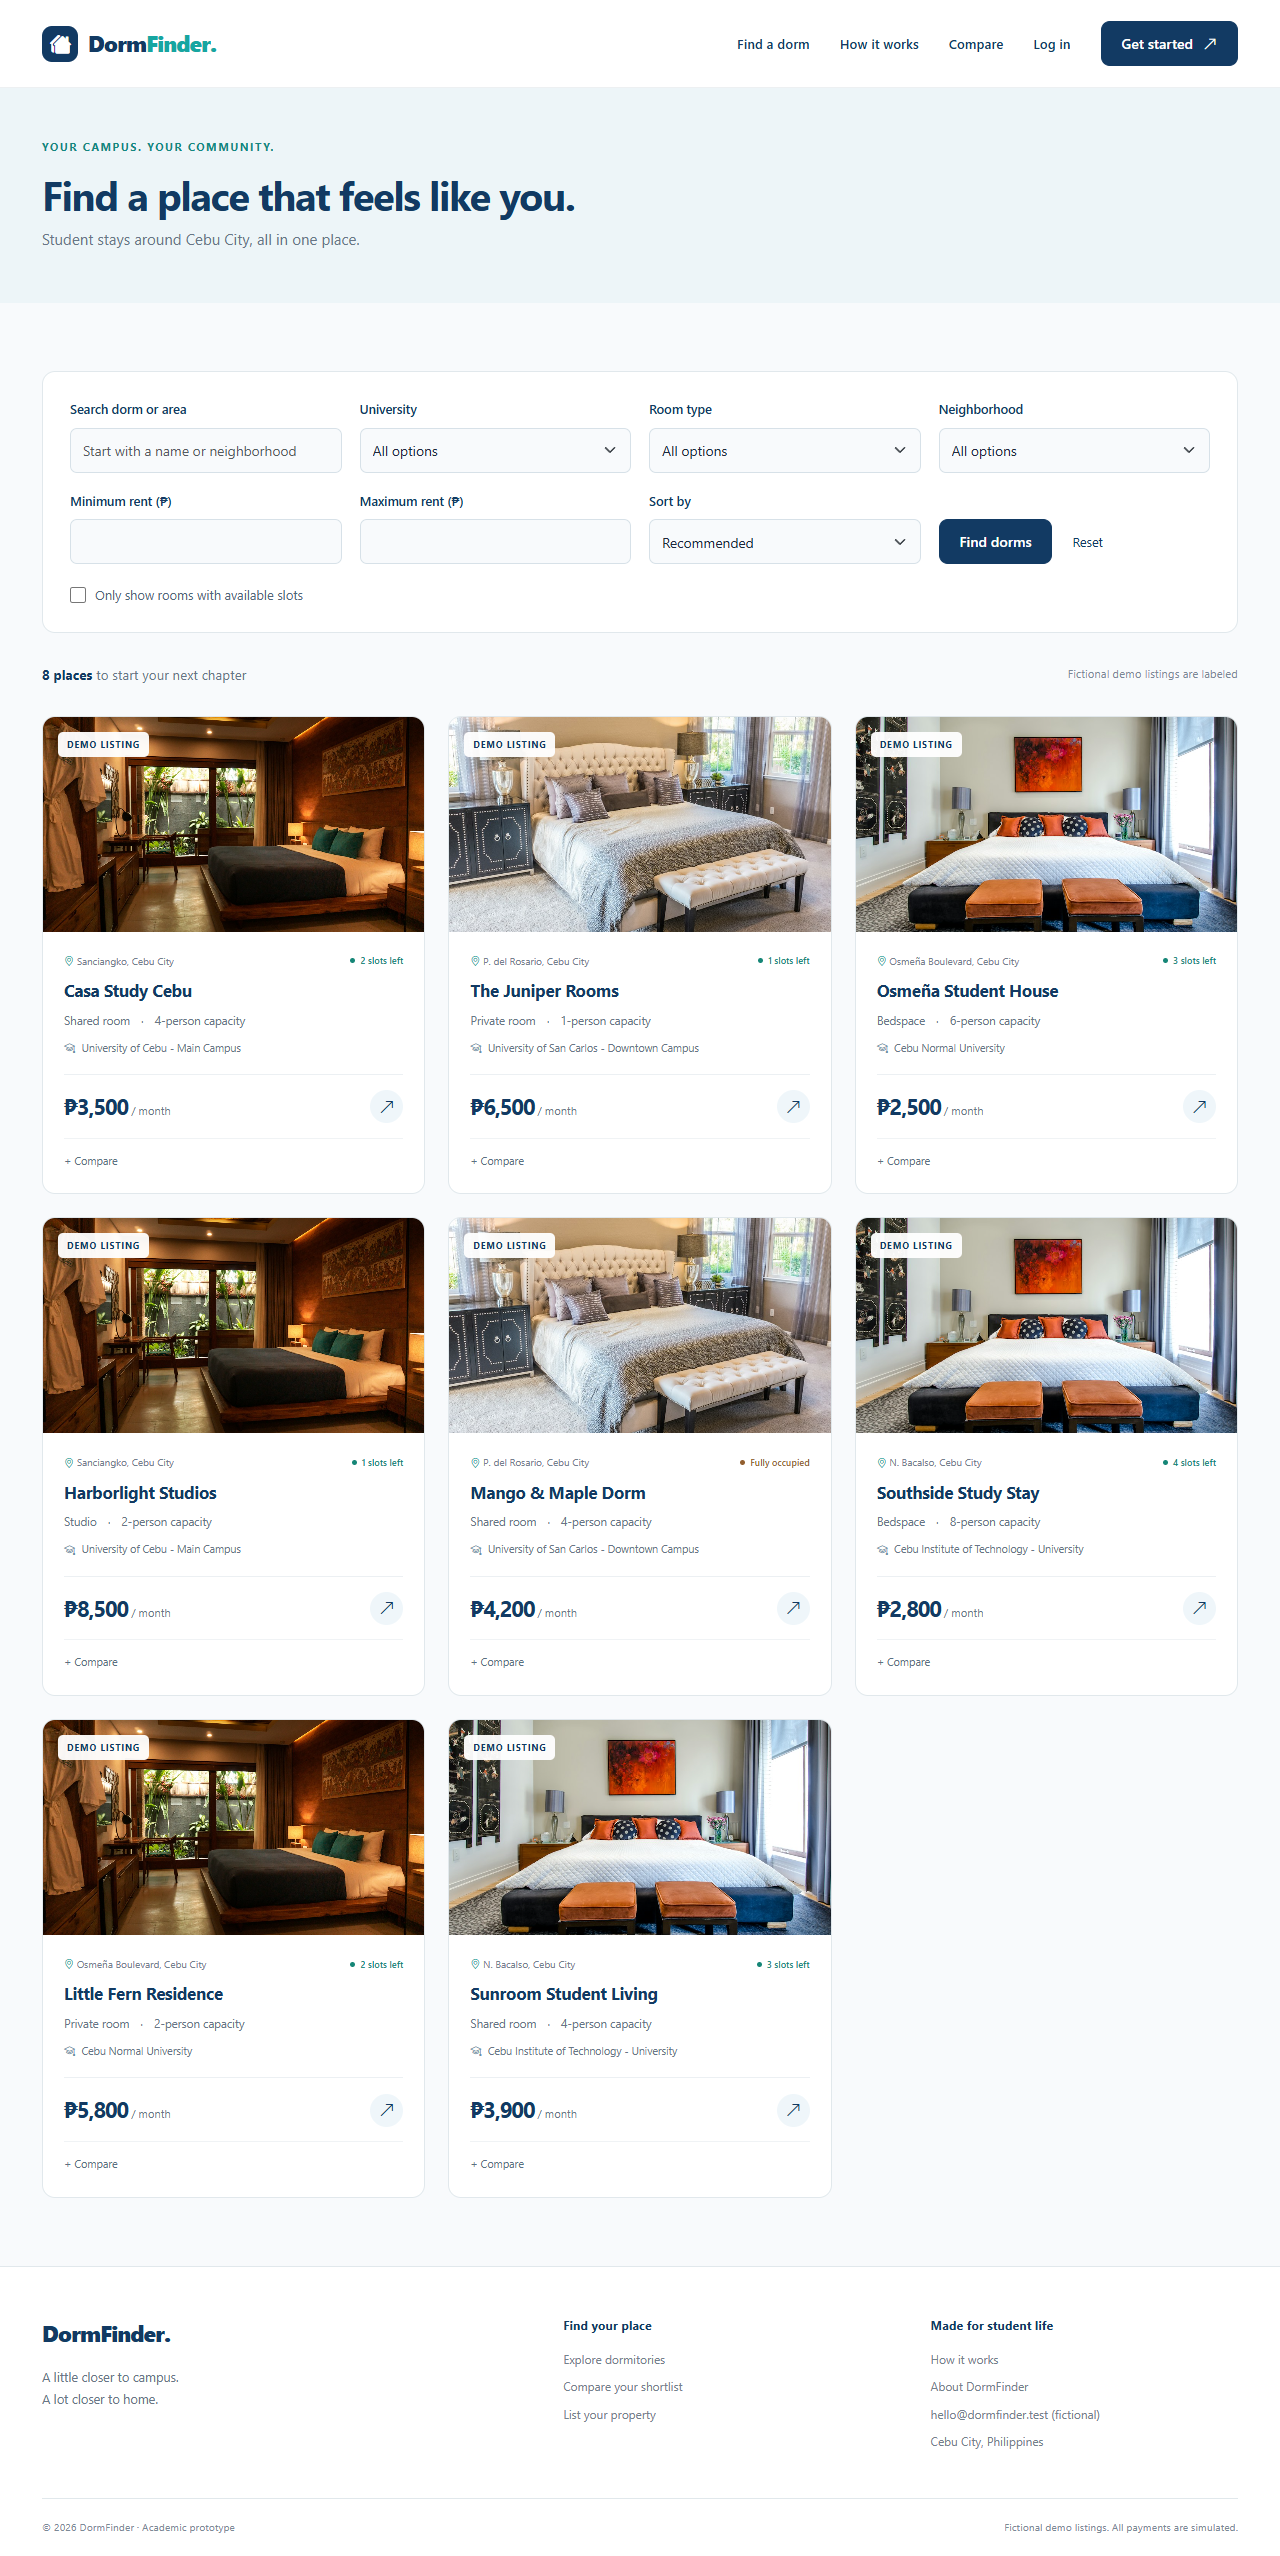 DormFinder.
Find a dorm
How it works
Compare
Log in
Get started
YOUR CAMPUS. YOUR COMMUNITY.
Find a place that feels like you.
Student stays around Cebu City, all in one place.
Search dorm or area
University
Room type
Neighborhood
Start with a name or neighborhood
All options
All options
All options
Minimum rent (₱)
Maximum rent (₱)
Sort by
Recommended
Find dorms
Reset
Only show rooms with available slots
8 places to start your next chapter
Fictional demo listings are labeled
DEMO LISTING
Sanciangko, Cebu City
2 slots left
Casa Study Cebu
Shared room · 4-person capacity
University of Cebu - Main Campus
₱3,500 / month
+ Compare
DEMO LISTING
P. del Rosario, Cebu City
1 slots left
The Juniper Rooms
Private room · 1-person capacity
University of San Carlos - Downtown Campus
₱6,500 / month
+ Compare
DEMO LISTING
Osmeña Boulevard, Cebu City
3 slots left
Osmeña Student House
Bedspace · 6-person capacity
Cebu Normal University
₱2,500 / month
+ Compare
DEMO LISTING
Sanciangko, Cebu City
1 slots left
Harborlight Studios
Studio · 2-person capacity
University of Cebu - Main Campus
₱8,500 / month
+ Compare
DEMO LISTING
P. del Rosario, Cebu City
Fully occupied
Mango & Maple Dorm
Shared room · 4-person capacity
University of San Carlos - Downtown Campus
₱4,200 / month
+ Compare
DEMO LISTING
N. Bacalso, Cebu City
4 slots left
Southside Study Stay
Bedspace · 8-person capacity
Cebu Institute of Technology - University
₱2,800 / month
+ Compare
DEMO LISTING
Osmeña Boulevard, Cebu City
2 slots left
Little Fern Residence
Private room · 2-person capacity
Cebu Normal University
₱5,800 / month
+ Compare
DEMO LISTING
N. Bacalso, Cebu City
3 slots left
Sunroom Student Living
Shared room · 4-person capacity
Cebu Institute of Technology - University
₱3,900 / month
+ Compare
DormFinder.
A little closer to campus.
A lot closer to home.
Find your place
Explore dormitories
Compare your shortlist
List your property
Made for student life
How it works
About DormFinder
hello@dormfinder.test (fictional)
Cebu City, Philippines
© 2026 DormFinder · Academic prototype
Fictional demo listings. All payments are simulated.